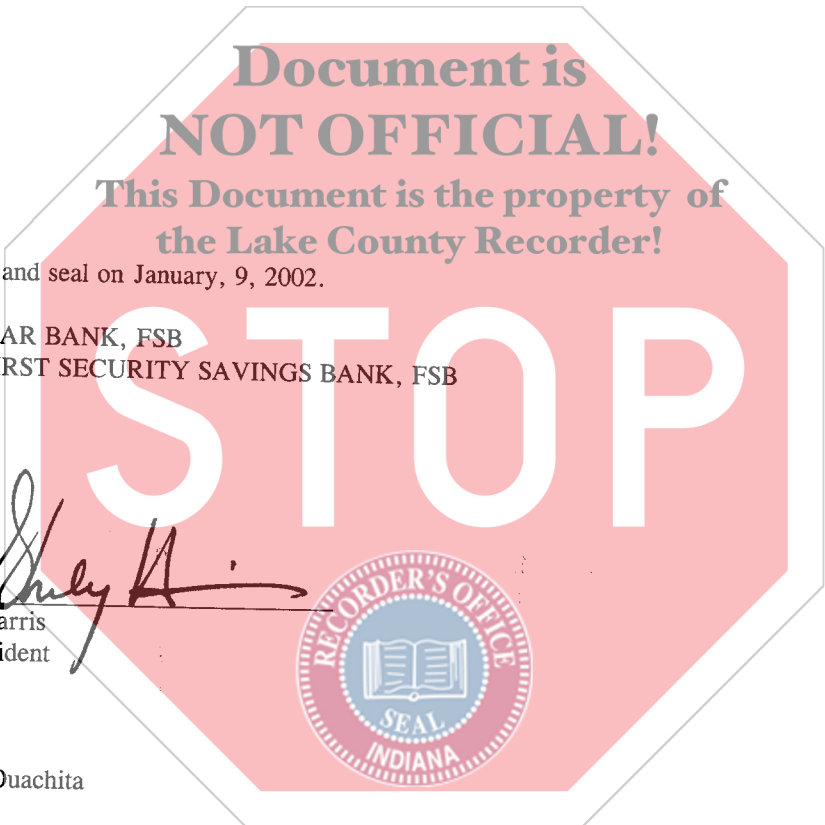 Document is
NOT OFFICIAL!
This Document is the property of
the Lake County Recorder!
and seal on January, 9, 2002.
AR BANK, FSB
RST SECURITY SAVINGS BANK, FSB
STOP
arris
ident
RECORDER'S OFFICE
SEAL
INDIANA
Ouachita